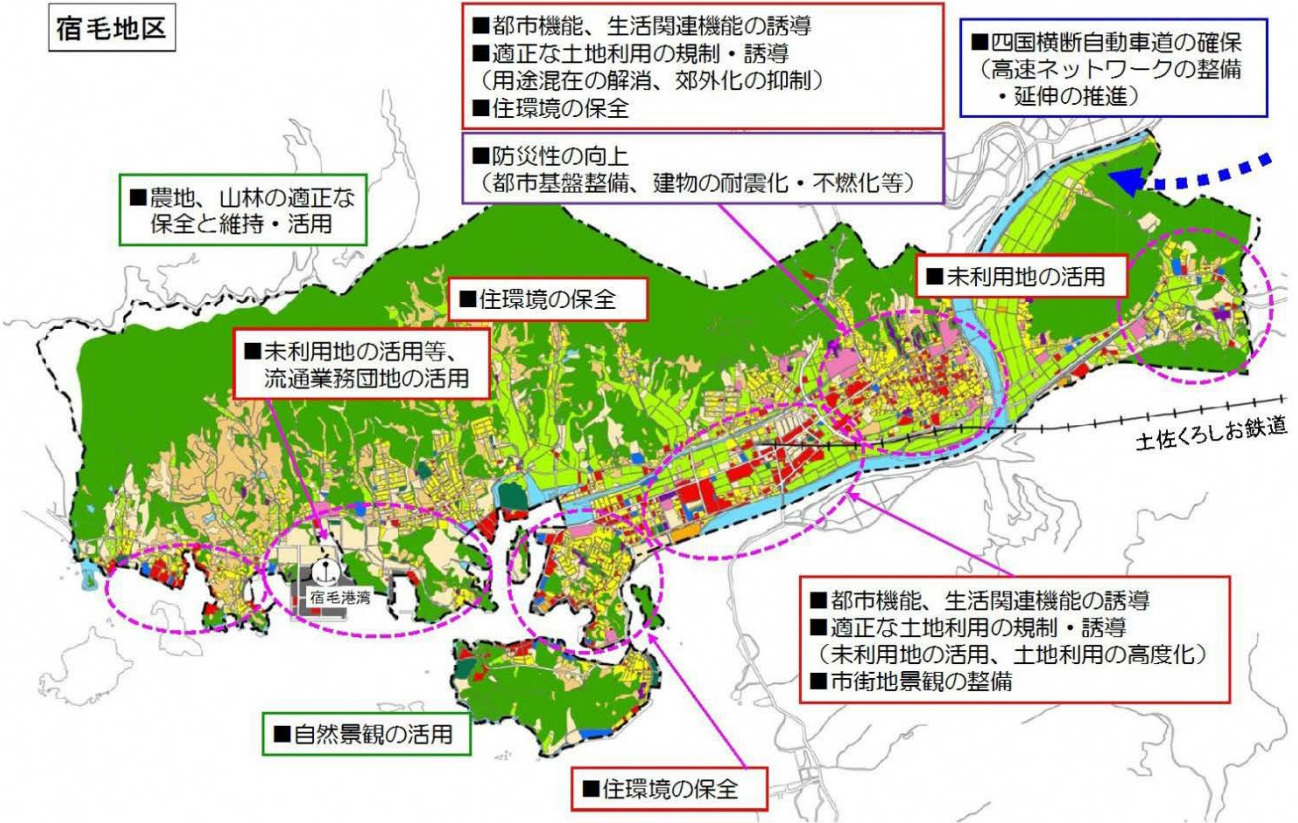 宿毛地区
■都市機能、生活関連機能の誘導
■適正な土地利用の規制・誘導
（用途混在の解消、郊外化の抑制）
■住環境の保全
■四国横断自動車道の確保
（高速ネットワークの整備
・延伸の推進）
■防災性の向上
（都市基盤整備、建物の耐震化・不燃化等）
■農地、山林の適正な
保全と維持・活用
■未利用地の活用
■住環境の保全
■未利用地の活用等、
流通業務団地の活用
土佐くろしお鉄道
宿毛港湾
■都市機能、生活関連機能の誘導
■適正な土地利用の規制・誘導
（未利用地の活用、土地利用の高度化）
■市街地景観の整備
■自然景観の活用
■住環境の保全